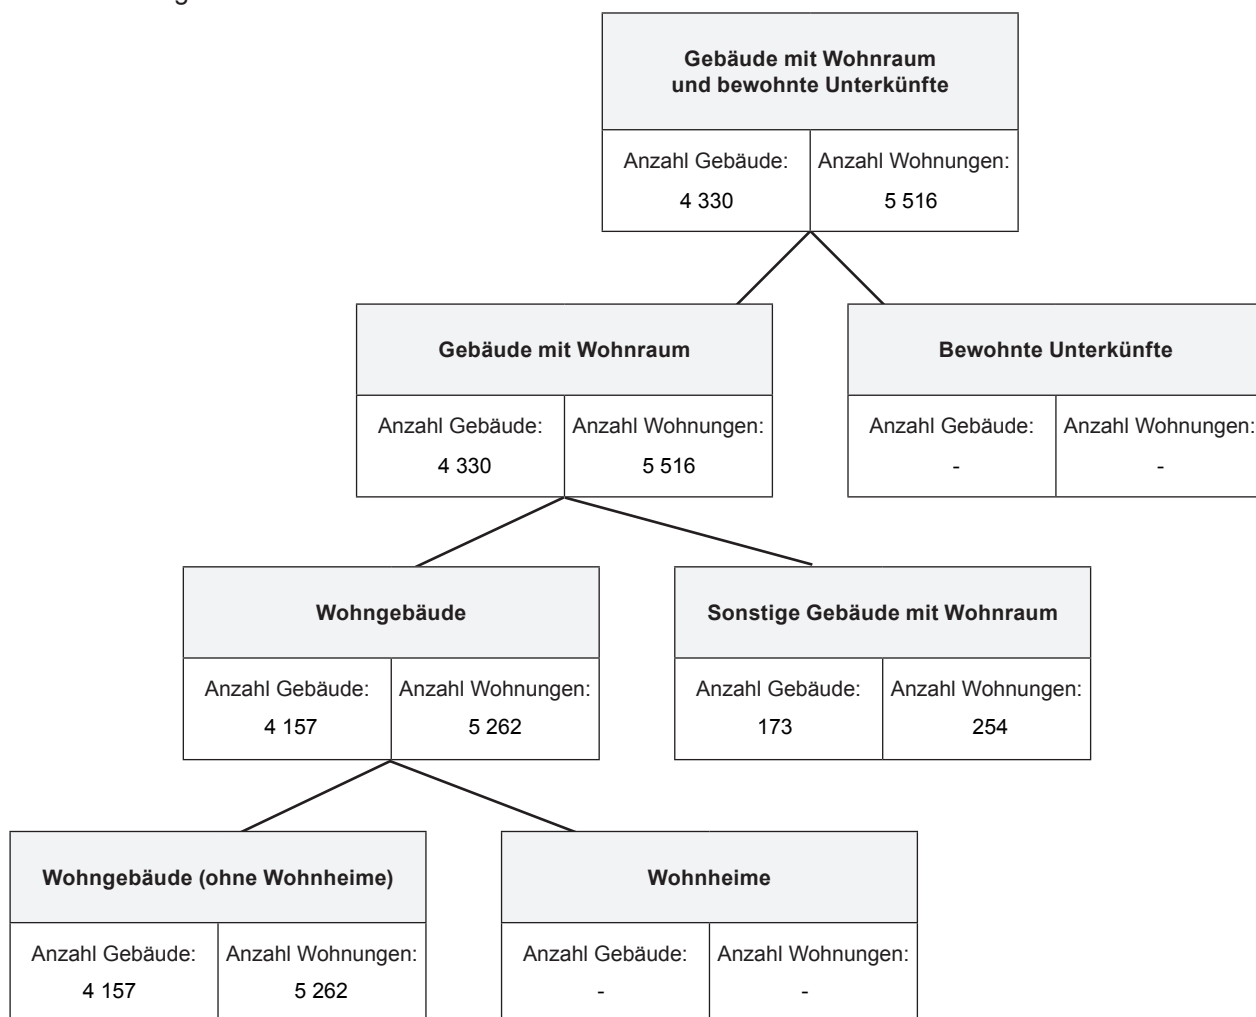 Gebäude mit Wohnraum
und bewohnte Unterkünfte
Anzahl Gebäude: Anzahl Wohnungen:
4 330 5 516
Gebäude mit Wohnraum
Anzahl Gebäude: Anzahl Wohnungen:
4 330 5 516
Bewohnte Unterkünfte
Anzahl Gebäude: Anzahl Wohnungen:
- -
Wohngebäude
Anzahl Gebäude: Anzahl Wohnungen:
4 157 5 262
Sonstige Gebäude mit Wohnraum
Anzahl Gebäude: Anzahl Wohnungen:
173 254
Wohngebäude (ohne Wohnheime)
Anzahl Gebäude: Anzahl Wohnungen:
4 157 5 262
Wohnheime
Anzahl Gebäude: Anzahl Wohnungen:
- -